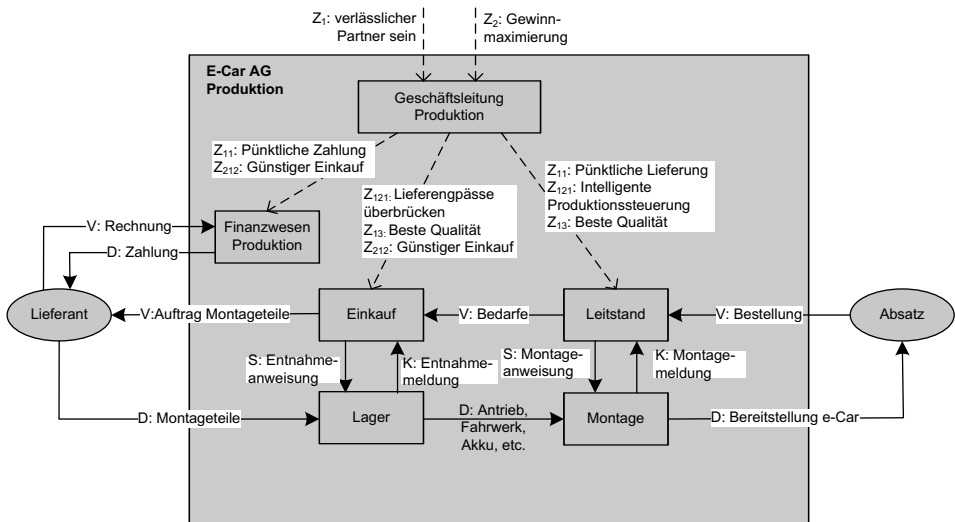 Z₁: verlässlicher
Partner sein
Z₂: Gewinn-
maximierung
E-Car AG
Produktion
Geschäftsleitung
Produktion
Z₁₁: Pünktliche Zahlung
Z₂₁₂: Günstiger Einkauf
Z₁₂₁: Lieferengpässe
überbrücken
Z₁₃: Beste Qualität
Z₂₁₂: Günstiger Einkauf
Z₁₁: Pünktliche Lieferung
Z₁₂₁: Intelligente
Produktionssteuerung
Z₁₃: Beste Qualität
V: Rechnung
Finanzwesen
Produktion
D: Zahlung
Lieferant
V:Auftrag Montageteile
Einkauf
V: Bedarfe
Leitstand
V: Bestellung
Absatz
S: Entnahme-
anweisung
K: Entnahme-
meldung
S: Montage-
anweisung
K: Montage-
meldung
D: Montageteile
Lager
D: Antrieb,
Fahrwerk,
Akku, etc.
Montage
D: Bereitstellung e-Car